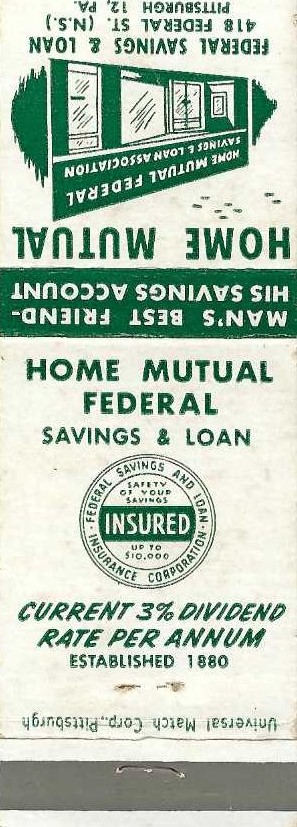 HOME MUTUAL
FEDERAL
SAVINGS & LOAN
FEDERAL SAVINGS AND LOAN
INSURANCE CORPORATION
SAFETY
OF YOUR
SAVINGS
INSURED
UP TO
$10,000
CURRENT 3% DIVIDEND
RATE PER ANNUM
ESTABLISHED 1880
Universal Match Corp., Pittsburgh
MAN'S BEST FRIEND-
HIS SAVINGS ACCOUNT
HOME MUTUAL
HOME MUTUAL FEDERAL
SAVINGS & LOAN ASSOCIATION
FEDERAL SAVINGS & LOAN
418 FEDERAL ST. (N.S.)
PITTSBURGH 12, PA.